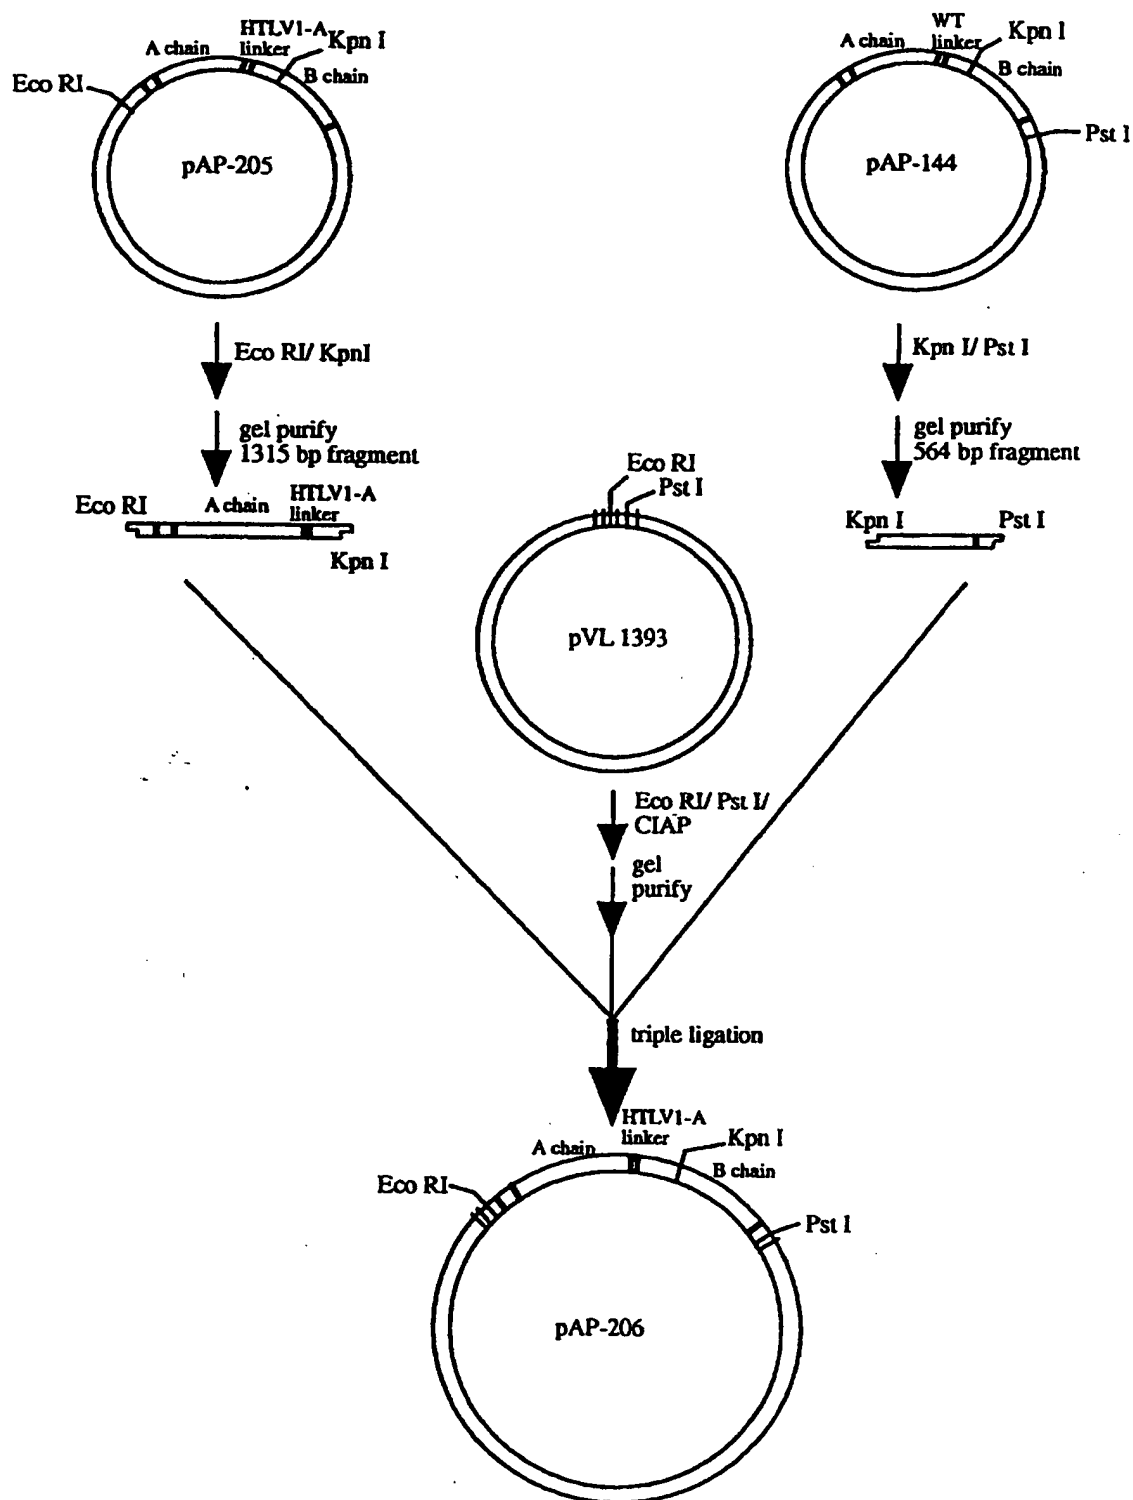 HTLV1-A
linker
A chain
Kpn I
B chain
Eco RI
pAP-205
WT
linker
A chain
Kpn I
B chain
Pst I
pAP-144
Eco RI/ KpnI
gel purify
1315 bp fragment
Kpn I/ Pst I
gel purify
564 bp fragment
Eco RI
A chain
HTLV1-A
linker
Kpn I
Eco RI
Pst I
Kpn I
Pst I
pVL 1393
Eco RI/ Pst I/
CIAP
gel
purify
triple ligation
HTLV1-A
linker
A chain
Kpn I
B chain
Eco RI
Pst I
pAP-206